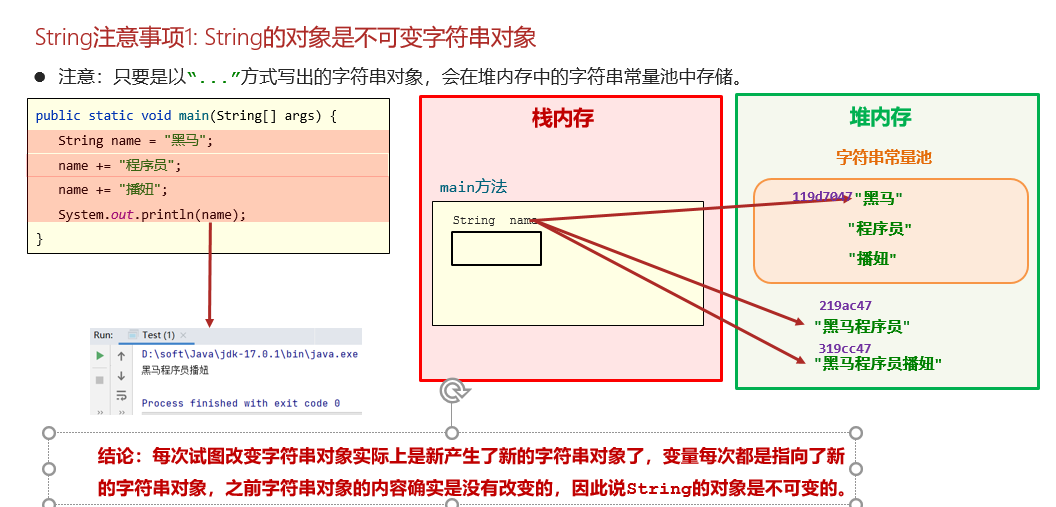 String注意事项1: String的对象是不可变字符串对象
● 注意：只要是以“...”方式写出的字符串对象，会在堆内存中的字符串常量池中存储。
public static void main(String[] args) {
String name = "黑马";
name += "程序员";
name += "播妞";
System.out.println(name);
}
栈内存
main方法
String name
堆内存
字符串常量池
119d7047 "黑马"
"程序员"
"播妞"
219ac47
"黑马程序员"
319cc47
"黑马程序员播妞"
Run: Test (1) ×
D:\soft\Java\jdk-17.0.1\bin\java.exe
黑马程序员播妞
Process finished with exit code 0
结论：每次试图改变字符串对象实际上是新产生了新的字符串对象了，变量每次都是指向了新
的字符串对象，之前字符串对象的内容确实是没有改变的，因此说String的对象是不可变的。